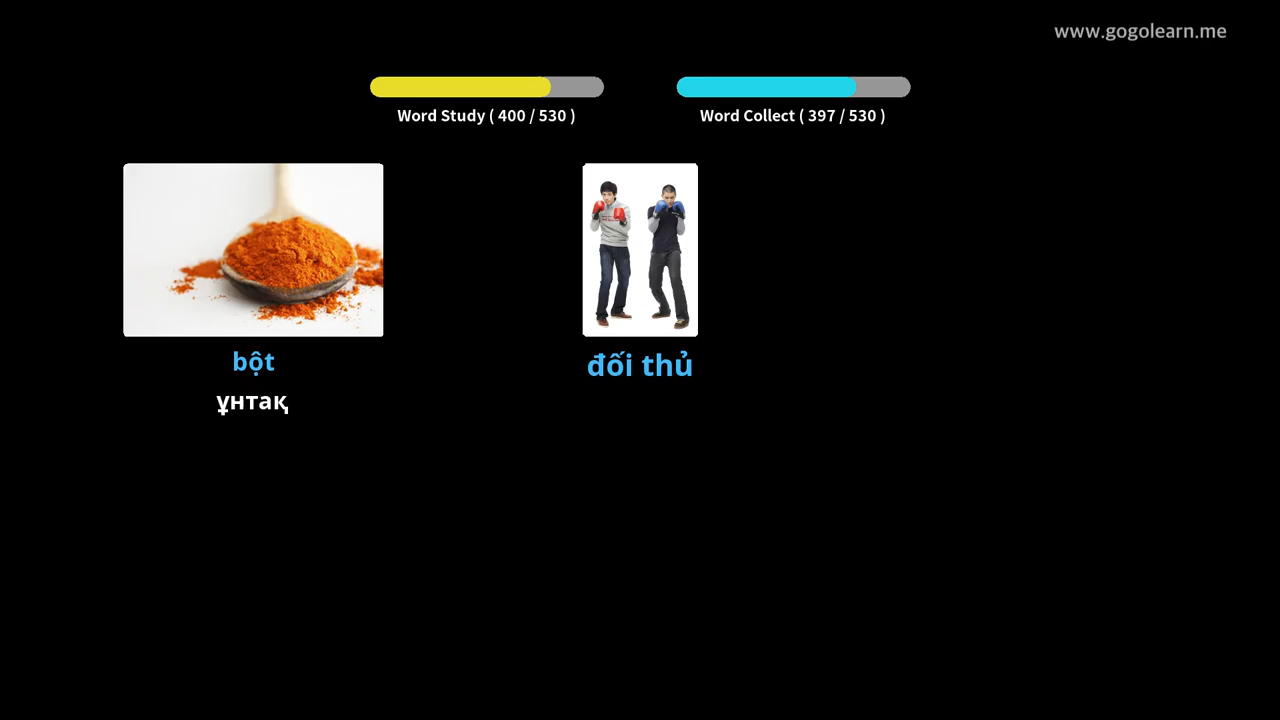 www.gogolearn.me
Word Study ( 400 / 530 )
Word Collect ( 397 / 530 )
bột
ұнтақ
đối thủ